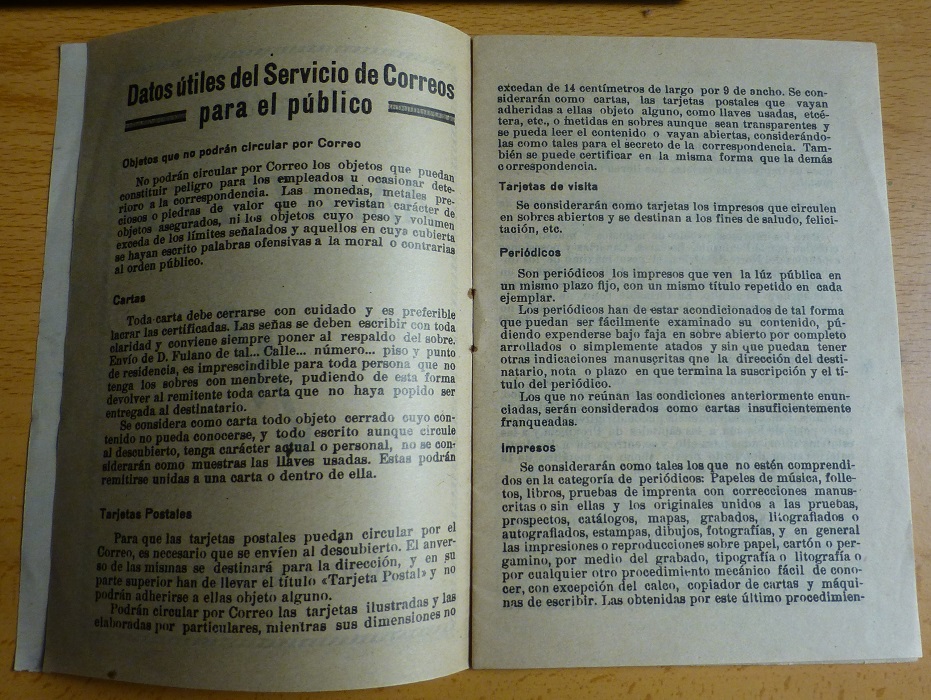 Datos útiles del Servicio de Correos
para el público
Objetos que no podrán circular por Correo
No podrán circular por Correo los objetos que puedan
constituir peligro para los empleados u ocasionar dete-
rioro a la correspondencia. Las monedas, metales pre-
ciosos o piedras de valor que no revistan carácter de
objetos asegurados, ni los objetos cuyo peso y volumen
exceda de los límites señalados y aquellos en cuya cubierta
se hayan escrito palabras ofensivas a la moral o contrarias
al orden público.
Cartas
Toda carta debe cerrarse con cuidado y es preferible
lacrar las certificadas. Las señas se deben escribir con toda
claridad y conviene siempre poner al respaldo del sobre.
Envío de D. Fulano de tal... Calle... número... piso y punto
de residencia, es imprescindible para toda persona que no
tenga los sobres con menbrete, pudiendo de esta forma
devolver al remitente toda carta que no haya popido ser
entregada al destinatario.
Se considera como carta todo objeto cerrado cuyo con-
tenido no pueda conocerse, y todo escrito aunque circule
al descubierto, tenga carácter actual o personal, no se con-
siderarán como muestras las llaves usadas. Estas podrán
remitirse unidas a una carta o dentro de ella.
Tarjetas Postales
Para que las tarjetas postales puedan circular por el
Correo, es necesario que se envíen al descubierto. El anver-
so de las mismas se destinará para la dirección, y en su
parte superior han de llevar el título «Tarjeta Postal» y no
podrán adherirse a ellas objeto alguno.
Podrán circular por Correo las tarjetas ilustradas y las
elaboradas por particulares, mientras sus dimensiones no
excedan de 14 centímetros de largo por 9 de ancho. Se con-
siderarán como cartas, las tarjetas postales que vayan
adheridas a ellas objeto alguno, como llaves usadas, etcé-
tera, etc., o metidas en sobres aunque sean transparentes y
se pueda leer el contenido o vayan abiertas, considerándo-
las como tales para el secreto de la correspondencia. Tam-
bién se puede certificar en la misma forma que la demás
correspondencia.
Tarjetas de visita
Se considerarán como tarjetas los impresos que circulen
en sobres abiertos y se destinan a los fines de saludo, felici-
tación, etc.
Periódicos
Son periódicos los impresos que ven la lúz pública en
un mismo plazo fijo, con un mismo título repetido en cada
ejemplar.
Los periódicos han de estar acondicionados de tal forma
que puedan ser fácilmente examinado su contenido, pú-
diendo expenderse bajo faja en sobre abierto por completo
arrollados o simplemente atados y sin que puedan tener
otras indicaciones manuscritas qne la dirección del desti-
natario, nota o plazo en que termina la suscripción y el tí-
tulo del periódico.
Los que no reúnan las condiciones anteriormente enun-
ciadas, serán considerados como cartas insuficientemente
franqueadas.
Impresos
Se considerarán como tales los que no estén comprendi-
dos en la categoría de periódicos: Papeles de música, folle-
tos, libros, pruebas de imprenta con correcciones manus-
critas o sin ellas y los originales unidos a las pruebas,
prospectos, catálogos, mapas, grabados, litografiados o
autografiados, estampas, dibujos, fotografías, y en general
las impresiones o reproducciones sobre papel, cartón o per-
gamino, por medio del grabado, tipografía o litografía o
por cualquier otro procedimiento mecánico fácil de cono-
cer, con excepción del calco, copiador de cartas y máqui-
nas de escribir. Las obtenidas por este último procedimien-